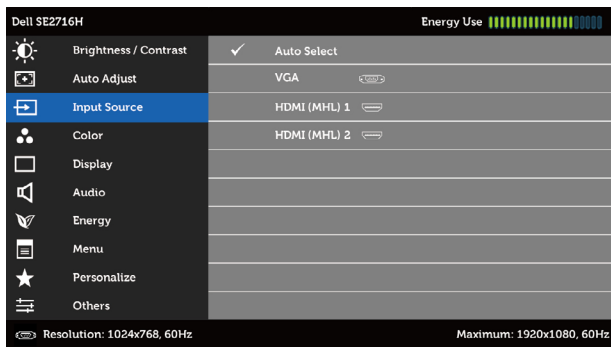 Dell SE2716H Energy Use
Brightness / Contrast Auto Select
Auto Adjust VGA
Input Source HDMI (MHL) 1
Color HDMI (MHL) 2
Display
Audio
Energy
Menu
Personalize
Others
Resolution: 1024x768, 60Hz Maximum: 1920x1080, 60Hz